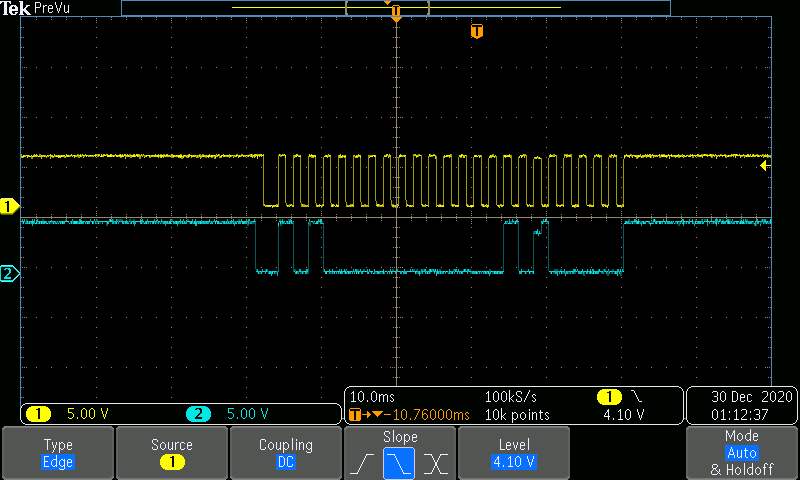 Tek PreVu
T
T
1
2
1 5.00 V 2 5.00 V
10.0ms 100kS/s 1
T→▼−10.76000ms 10k points 4.10 V
30 Dec 2020
01:12:37
Type
Edge
Source
1
Coupling
DC
Slope
Level
4.10 V
Mode
Auto
& Holdoff